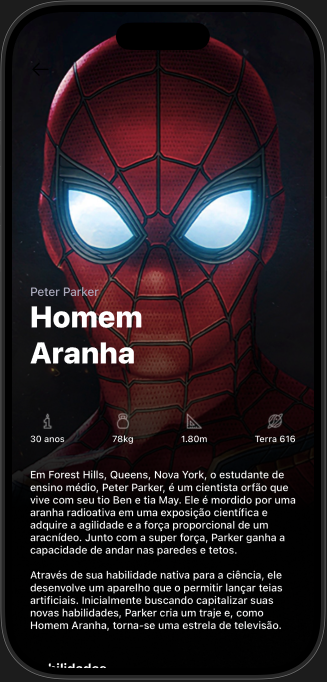 Peter Parker
Homem
Aranha
30 anos 78kg 1.80m Terra 616
Em Forest Hills, Queens, Nova York, o estudante de
ensino médio, Peter Parker, é um cientista orfão que
vive com seu tio Ben e tia May. Ele é mordido por uma
aranha radioativa em uma exposição científica e
adquire a agilidade e a força proporcional de um
aracnídeo. Junto com a super força, Parker ganha a
capacidade de andar nas paredes e tetos.
Através de sua habilidade nativa para a ciência, ele
desenvolve um aparelho que o permitir lançar teias
artificiais. Inicialmente buscando capitalizar suas
novas habilidades, Parker cria um traje e, como
Homem Aranha, torna-se uma estrela de televisão.